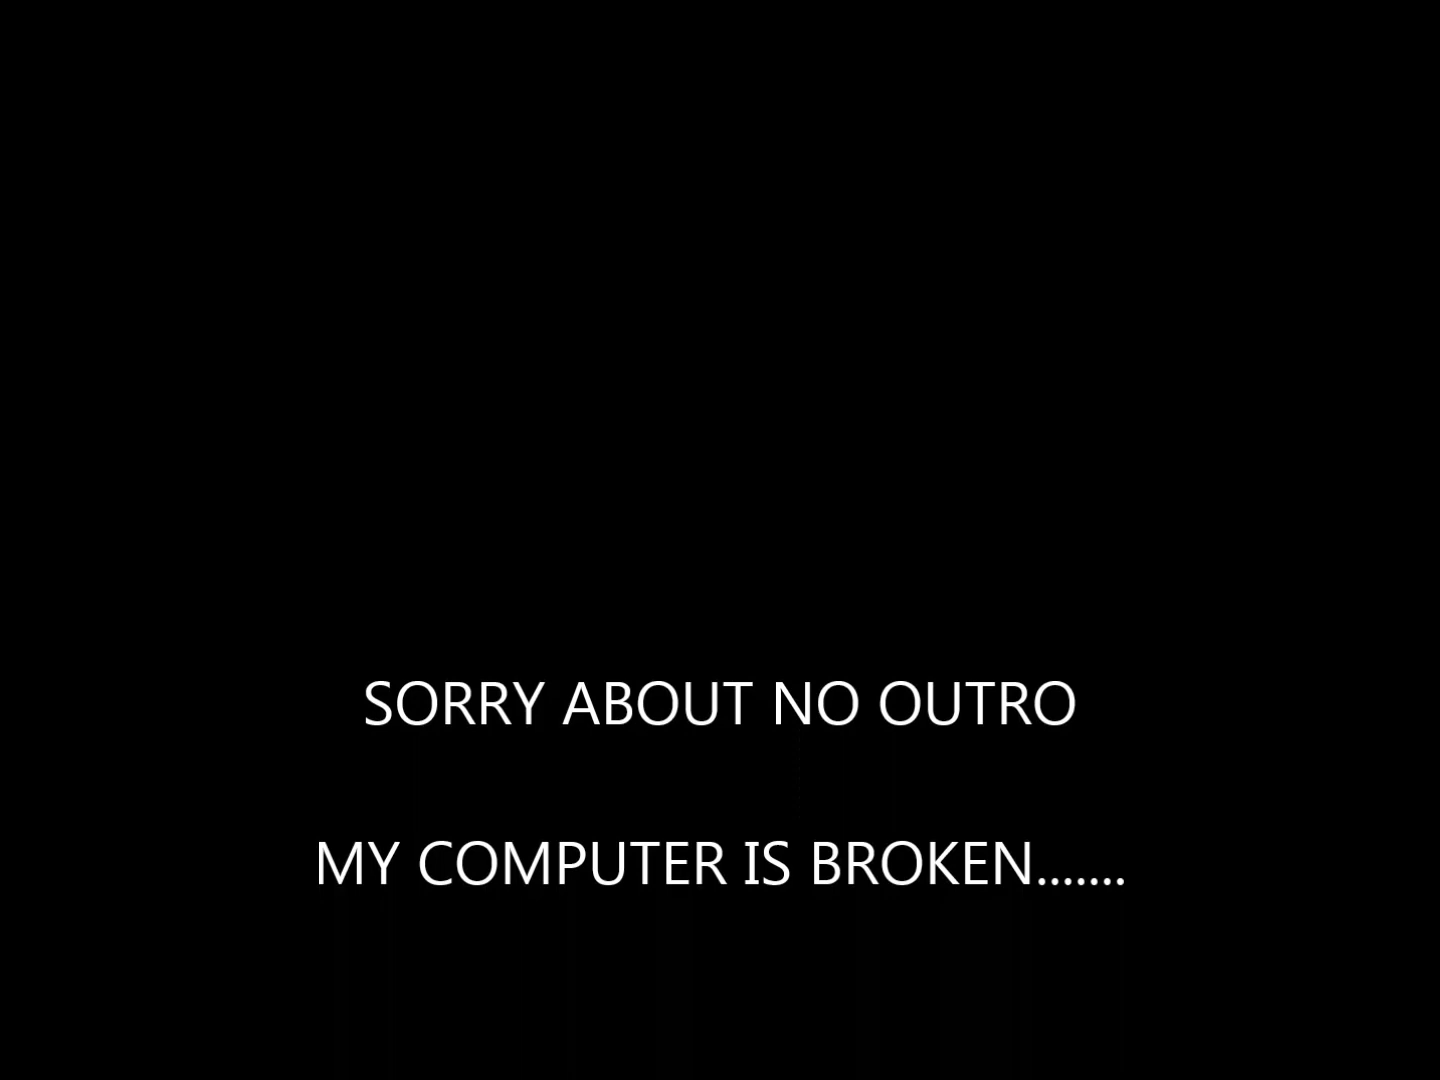 SORRY ABOUT NO OUTRO
MY COMPUTER IS BROKEN.......